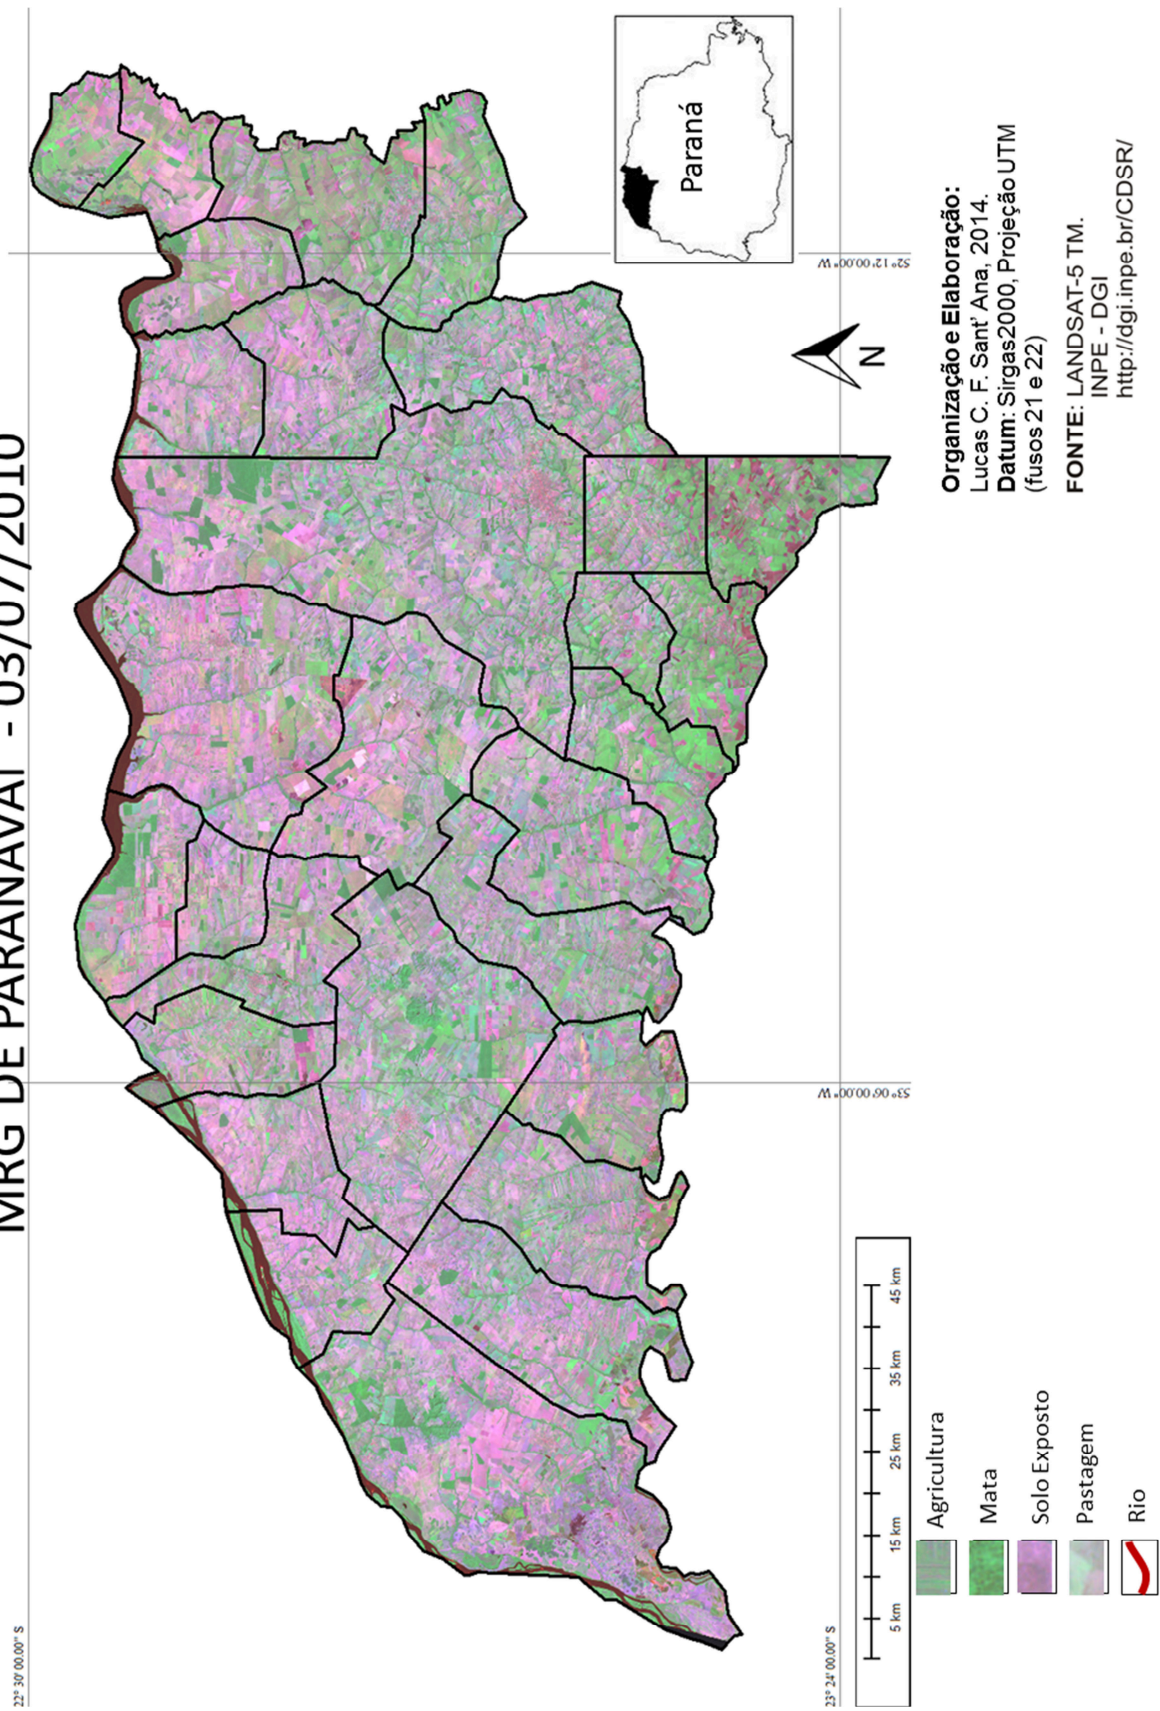 MRG DE PARANAVAÍ - 03/07/2010
22° 30' 00.00" S
23° 24' 00.00" S
53° 06' 00.00" W
52° 12' 00.00" W
Paraná
N
5 km 15 km 25 km 35 km 45 km
Agricultura
Mata
Solo Exposto
Pastagem
Rio
Organização e Elaboração:
Lucas C. F. Sant' Ana, 2014.
Datum: Sirgas2000, Projeção UTM
(fusos 21 e 22)
FONTE: LANDSAT-5 TM.
INPE - DGI
http://dgi.inpe.br/CDSR/